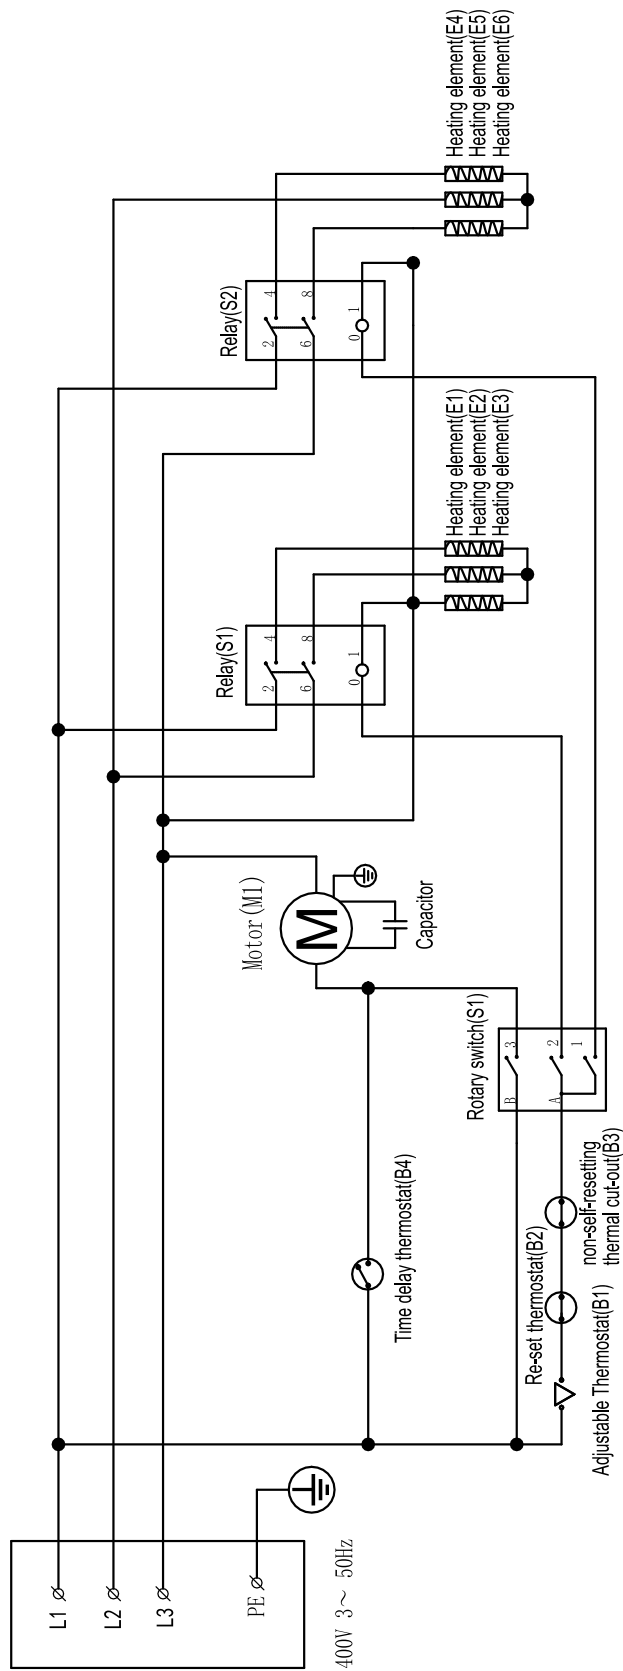 L1
L2
L3
PE
400V 3～ 50Hz
Adjustable Thermostat(B1)
Re-set thermostat(B2)
non-self-resetting
thermal cut-out(B3)
Time delay thermostat(B4)
Rotary switch(S1)
B
3
A
2
1
Motor(M1)
M
Capacitor
Relay(S1)
2
4
6
8
0
1
Heating element(E1)
Heating element(E2)
Heating element(E3)
Relay(S2)
2
4
6
8
0
1
Heating element(E4)
Heating element(E5)
Heating element(E6)